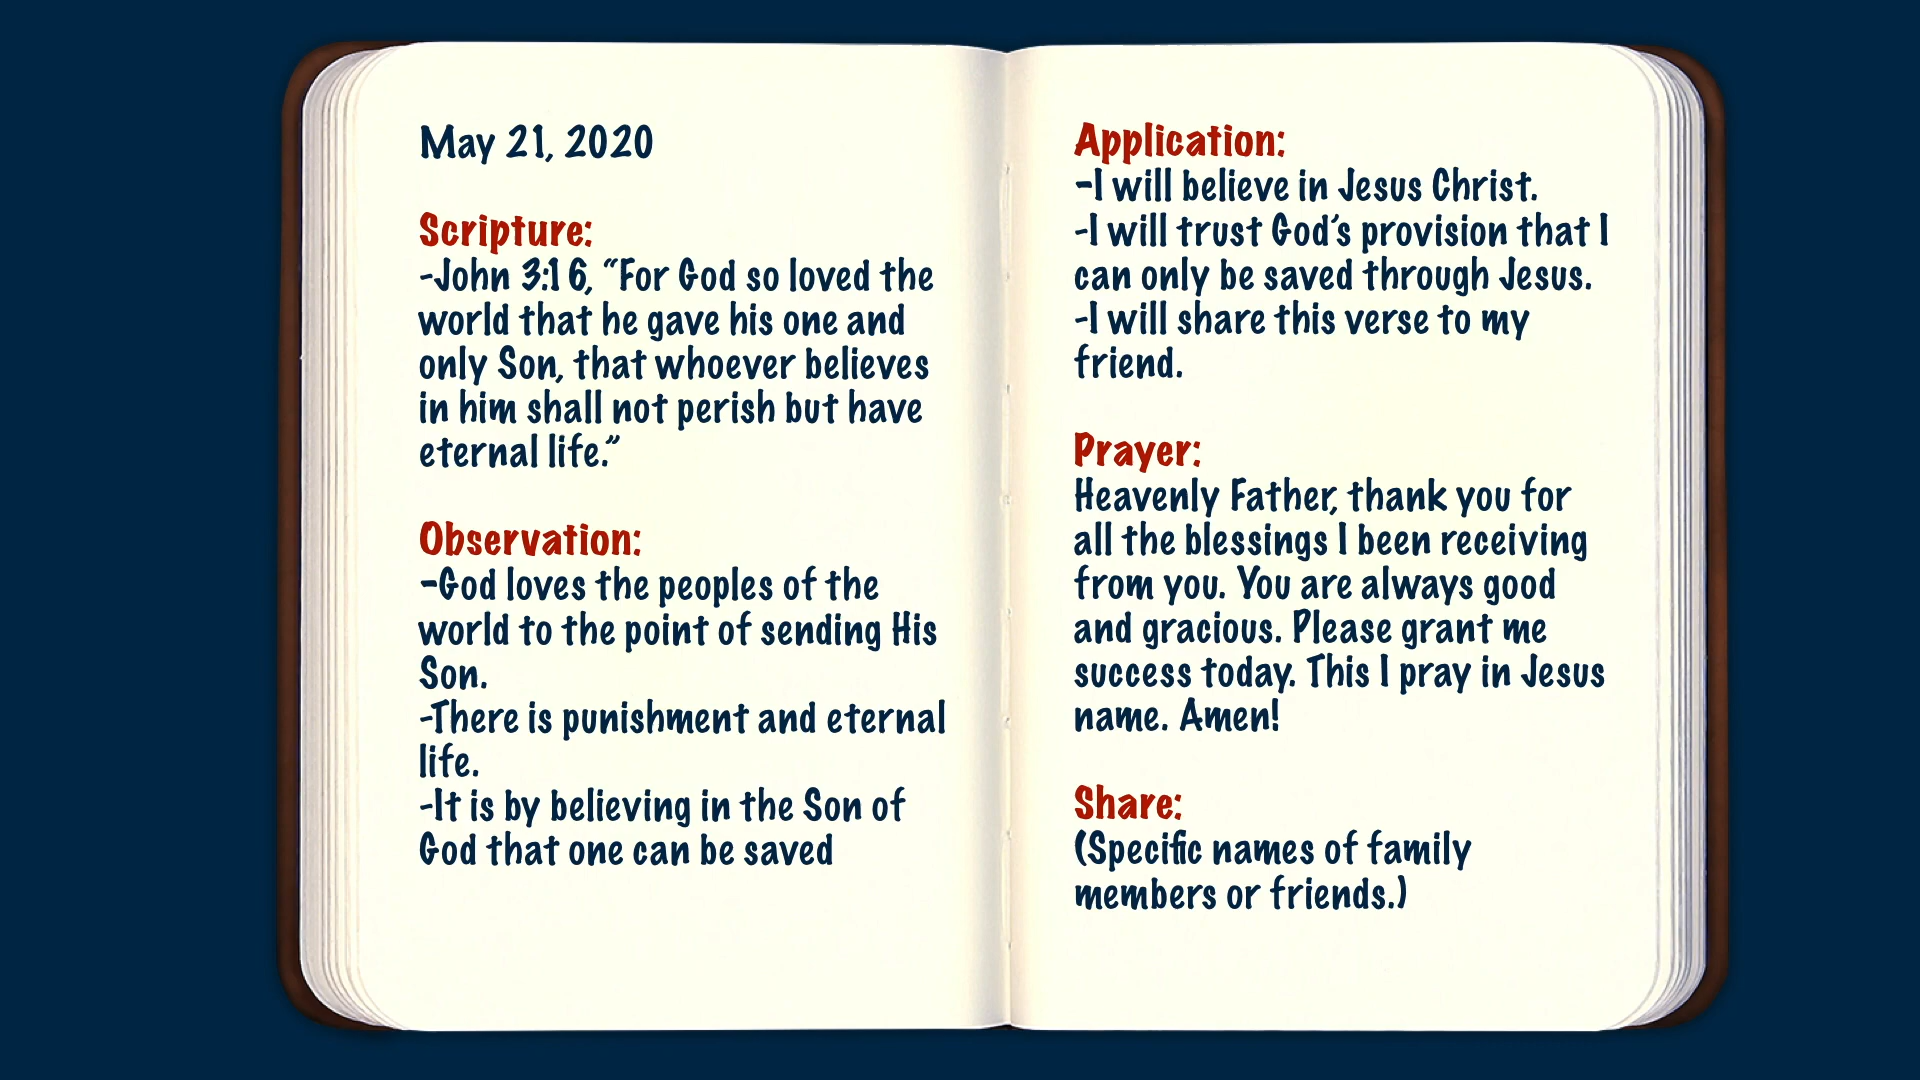 May 21, 2020
Scripture:
-John 3:16, “For God so loved the
world that he gave his one and
only Son, that whoever believes
in him shall not perish but have
eternal life.”
Observation:
-God loves the peoples of the
world to the point of sending His
Son.
-There is punishment and eternal
life.
-It is by believing in the Son of
God that one can be saved
Application:
-I will believe in Jesus Christ.
-I will trust God’s provision that I
can only be saved through Jesus.
-I will share this verse to my
friend.
Prayer:
Heavenly Father, thank you for
all the blessings I been receiving
from you. You are always good
and gracious. Please grant me
success today. This I pray in Jesus
name. Amen!
Share:
(Specific names of family
members or friends.)